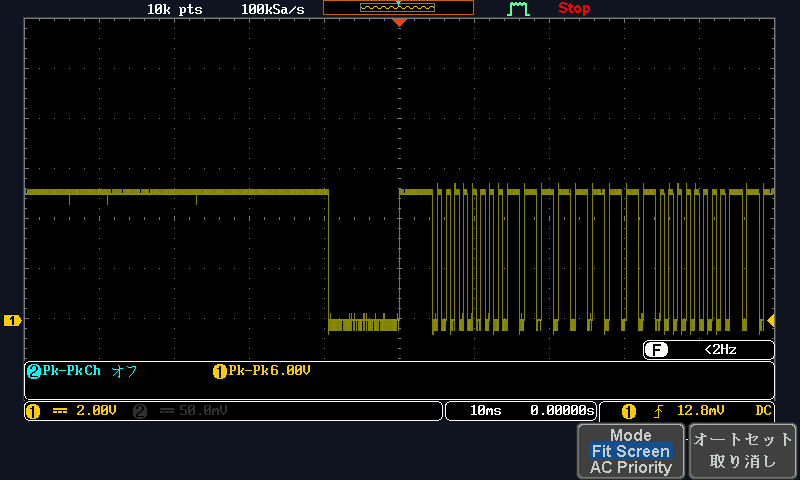 10k pts 100kSa/s Stop
1
F <2Hz
2 Pk-PkCh オフ 1 Pk-Pk6.00V
1 2.00V 2 50.0mV 10ms 0.00000s 1 12.8mV DC
Mode
Fit Screen
AC Priority
オートセット
取り消し